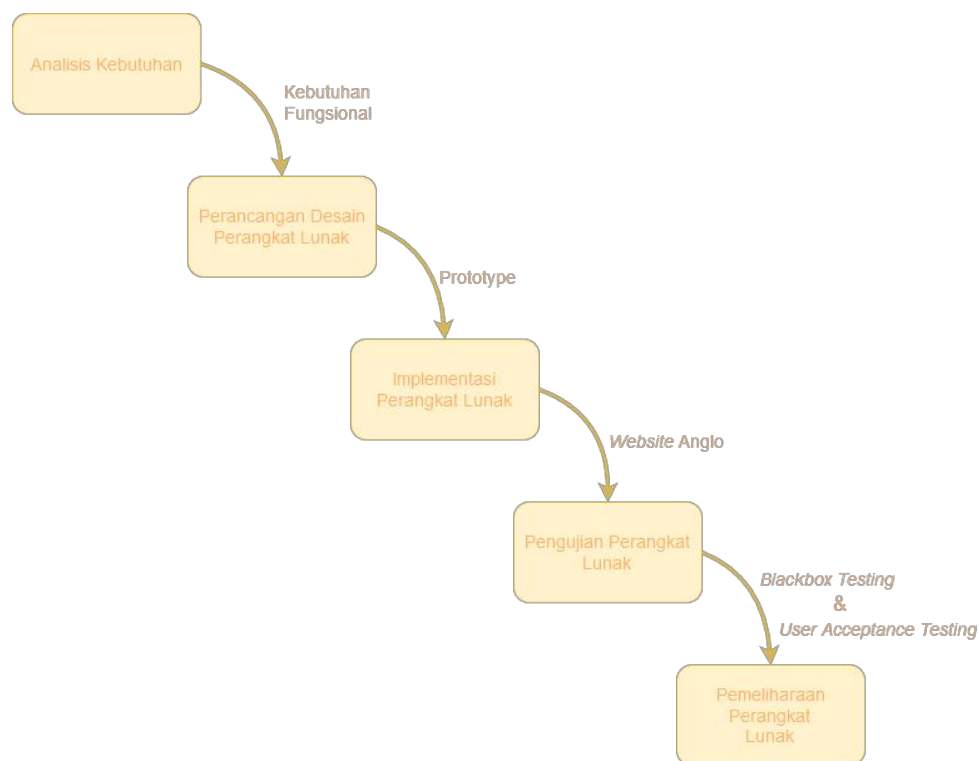 Analisis Kebutuhan
Kebutuhan
Fungsional
Perancangan Desain
Perangkat Lunak
Prototype
Implementasi
Perangkat Lunak
Website Anglo
Pengujian Perangkat
Lunak
Blackbox Testing
&
User Acceptance Testing
Pemeliharaan
Perangkat
Lunak